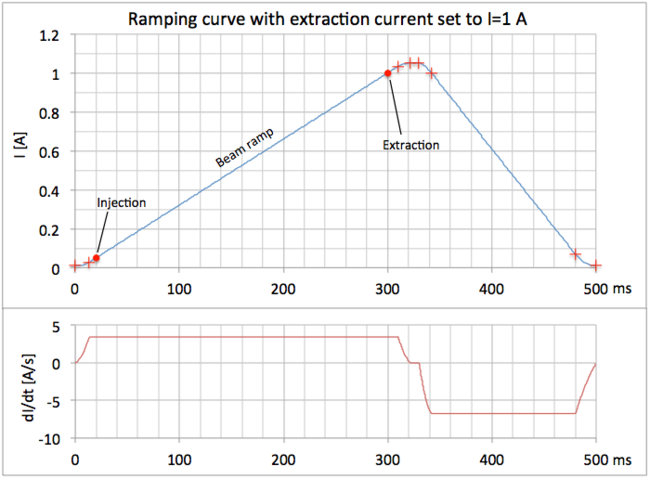 Ramping curve with extraction current set to I=1 A
1.2
1
0.8
0.6
0.4
0.2
0
I [A]
Injection
Beam ramp
Extraction
0 100 200 300 400 500 ms
5
0
-5
-10
dI/dt [A/s]
0 100 200 300 400 500 ms